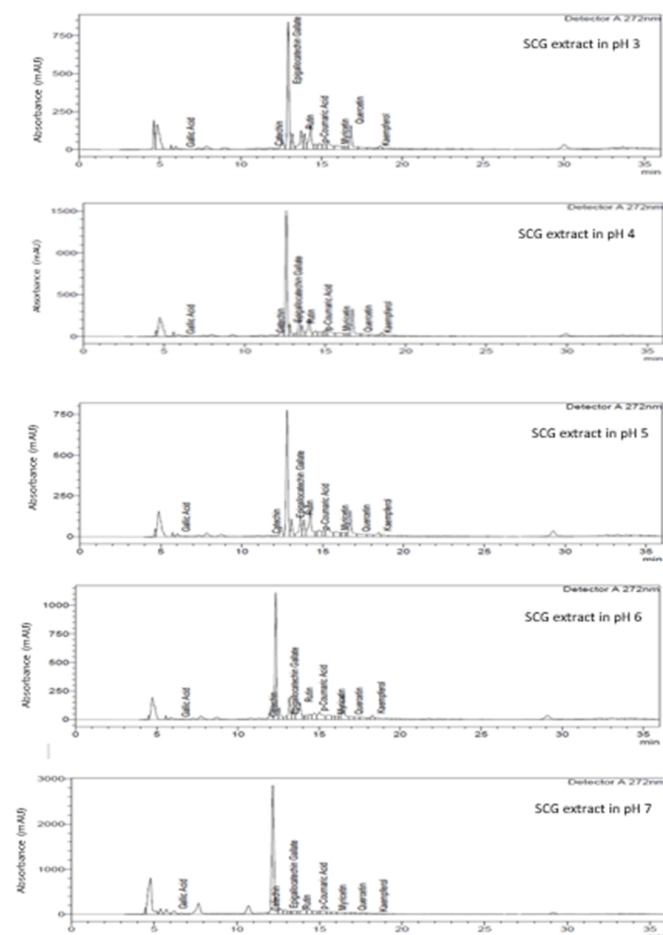 Detector A 272nm
SCG extract in pH 3
Absorbance (mAU)
750
500
250
0
Gallic Acid
Catechin
Epigallocatechin Gallate
Rutin
p-Coumaric Acid
Myricetin
Quercetin
Kaempferol
0 5 10 15 20 25 30 35
min
Detector A 272nm
SCG extract in pH 4
Absorbance (mAU)
1500
500
0
Gallic Acid
Catechin
Epigallocatechin Gallate
Rutin
p-Coumaric Acid
Myricetin
Quercetin
Kaempferol
0 5 10 15 20 25 30 35
min
Detector A 272nm
SCG extract in pH 5
Absorbance (mAU)
750
500
250
0
Gallic Acid
Catechin
Epigallocatechin Gallate
Rutin
p-Coumaric Acid
Myricetin
Quercetin
Kaempferol
0 5 10 15 20 25 30 35
min
Detector A 272nm
SCG extract in pH 6
Absorbance (mAU)
1000
750
500
250
0
Gallic Acid
Catechin
Epigallocatechin Gallate
Rutin
p-Coumaric Acid
Myricetin
Quercetin
Kaempferol
0 5 10 15 20 25 30 35
min
Detector A 272nm
SCG extract in pH 7
Absorbance (mAU)
3000
2000
1000
0
Gallic Acid
Catechin
Epigallocatechin Gallate
Rutin
p-Coumaric Acid
Myricetin
Quercetin
Kaempferol
0 5 10 15 20 25 30 35